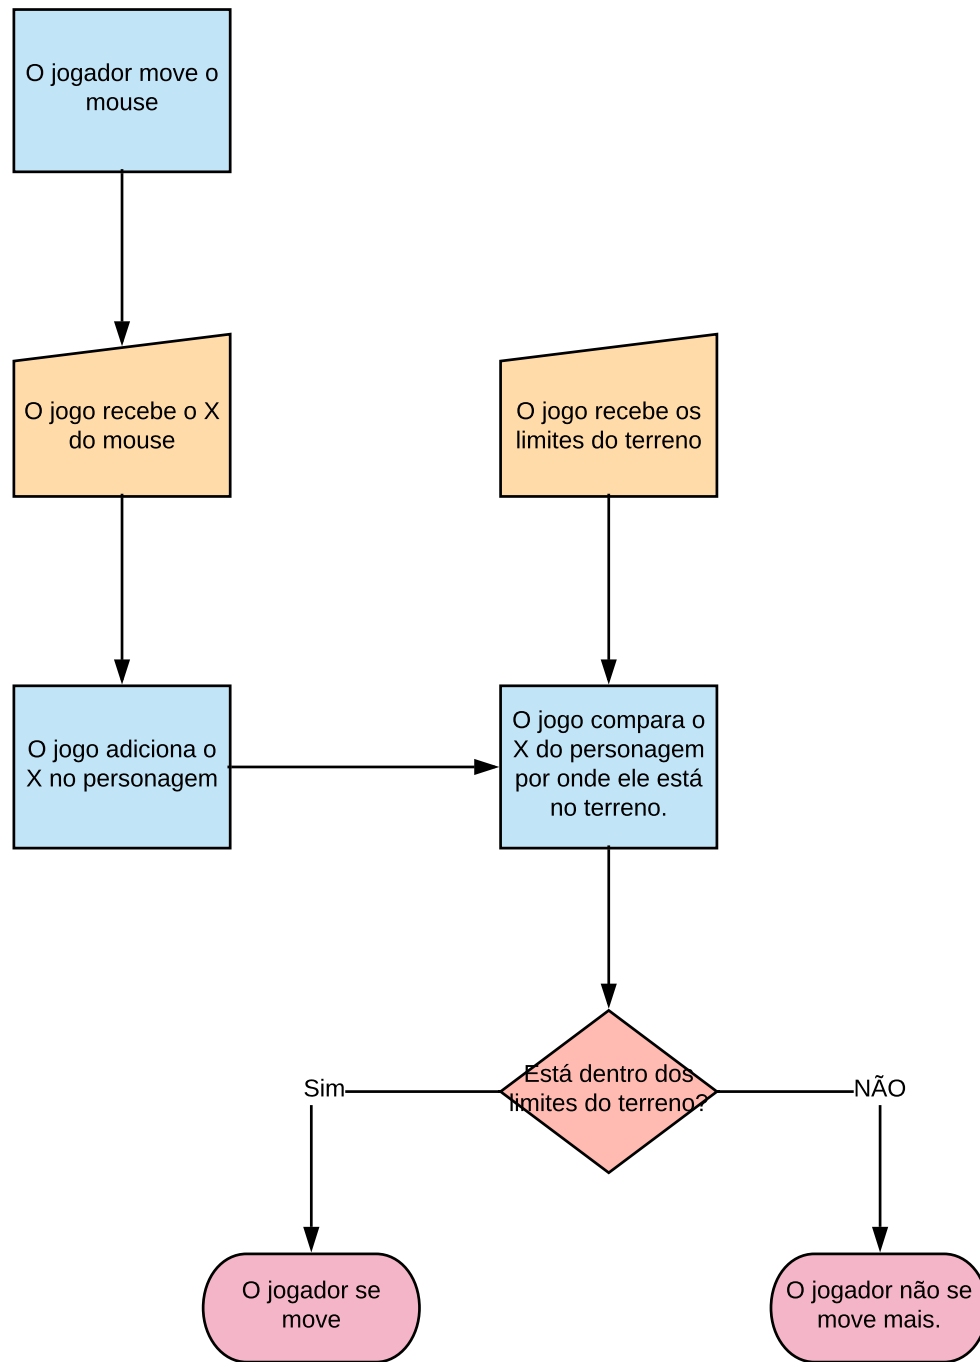 O jogador move o
mouse
O jogo recebe o X
do mouse
O jogo recebe os
limites do terreno
O jogo adiciona o
X no personagem
O jogo compara o
X do personagem
por onde ele está
no terreno.
Está dentro dos
limites do terreno?
Sim
NÃO
O jogador se
move
O jogador não se
move mais.